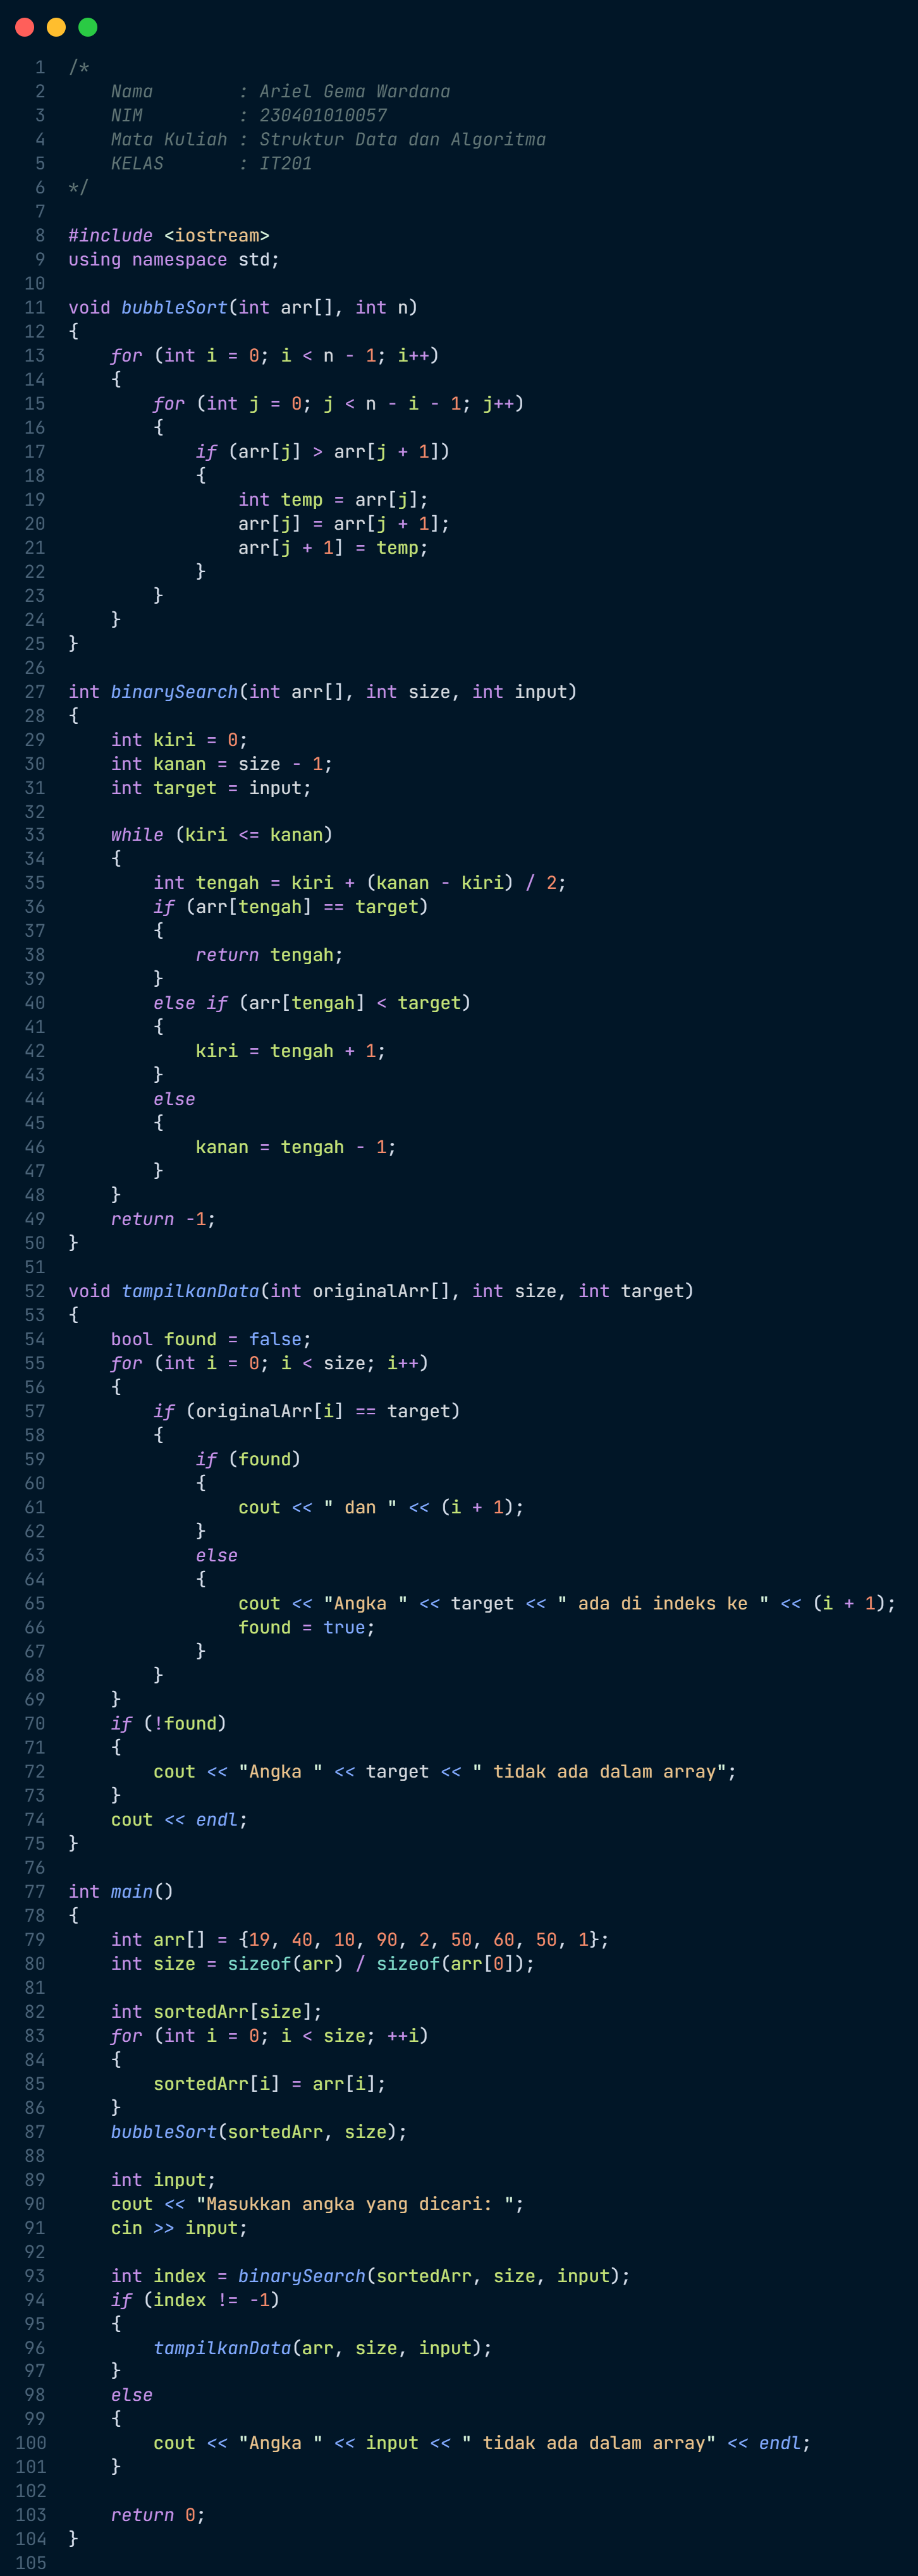 1 /*
2     Nama        : Ariel Gema Wardana
3     NIM         : 230401010057
4     Mata Kuliah : Struktur Data dan Algoritma
5     KELAS       : IT201
6 */
7
8 #include <iostream>
9 using namespace std;
10
11 void bubbleSort(int arr[], int n)
12 {
13     for (int i = 0; i < n - 1; i++)
14     {
15         for (int j = 0; j < n - i - 1; j++)
16         {
17             if (arr[j] > arr[j + 1])
18             {
19                 int temp = arr[j];
20                 arr[j] = arr[j + 1];
21                 arr[j + 1] = temp;
22             }
23         }
24     }
25 }
26
27 int binarySearch(int arr[], int size, int input)
28 {
29     int kiri = 0;
30     int kanan = size - 1;
31     int target = input;
32
33     while (kiri <= kanan)
34     {
35         int tengah = kiri + (kanan - kiri) / 2;
36         if (arr[tengah] == target)
37         {
38             return tengah;
39         }
40         else if (arr[tengah] < target)
41         {
42             kiri = tengah + 1;
43         }
44         else
45         {
46             kanan = tengah - 1;
47         }
48     }
49     return -1;
50 }
51
52 void tampilkanData(int originalArr[], int size, int target)
53 {
54     bool found = false;
55     for (int i = 0; i < size; i++)
56     {
57         if (originalArr[i] == target)
58         {
59             if (found)
60             {
61                 cout << " dan " << (i + 1);
62             }
63             else
64             {
65                 cout << "Angka " << target << " ada di indeks ke " << (i + 1);
66                 found = true;
67             }
68         }
69     }
70     if (!found)
71     {
72         cout << "Angka " << target << " tidak ada dalam array";
73     }
74     cout << endl;
75 }
76
77 int main()
78 {
79     int arr[] = {19, 40, 10, 90, 2, 50, 60, 50, 1};
80     int size = sizeof(arr) / sizeof(arr[0]);
81
82     int sortedArr[size];
83     for (int i = 0; i < size; ++i)
84     {
85         sortedArr[i] = arr[i];
86     }
87     bubbleSort(sortedArr, size);
88
89     int input;
90     cout << "Masukkan angka yang dicari: ";
91     cin >> input;
92
93     int index = binarySearch(sortedArr, size, input);
94     if (index != -1)
95     {
96         tampilkanData(arr, size, input);
97     }
98     else
99     {
100         cout << "Angka " << input << " tidak ada dalam array" << endl;
101     }
102
103     return 0;
104 }
105